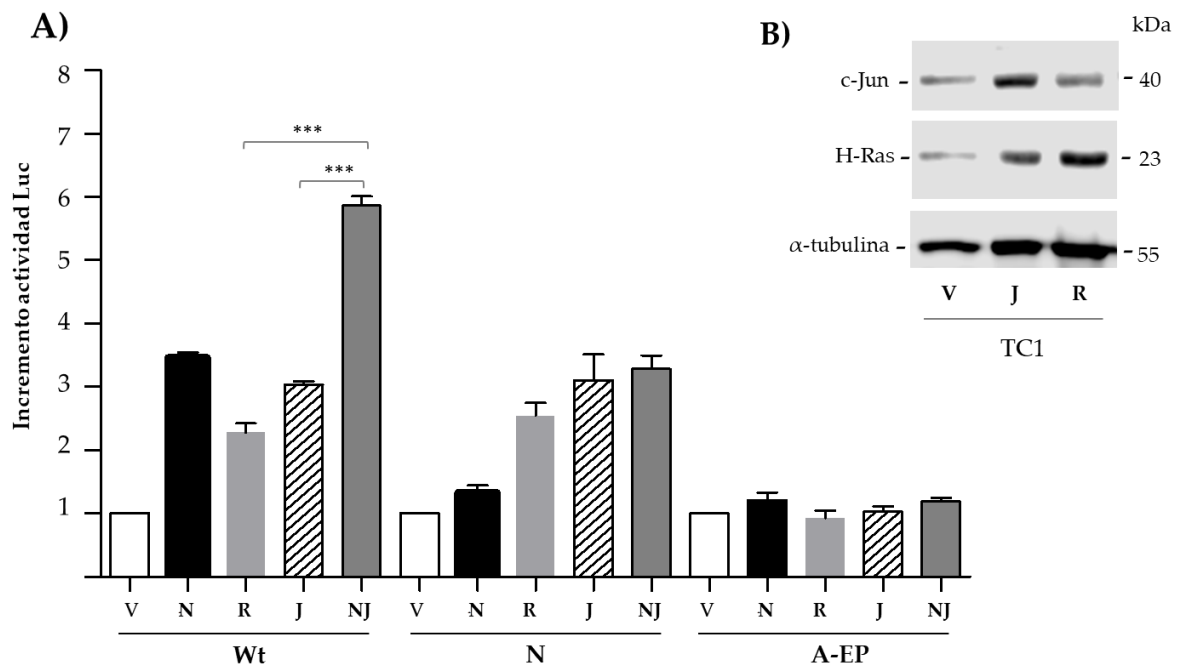 A)
Incremento actividad Luc
8
7
6
5
4
3
2
1
***
***
V N R J NJ V N R J NJ V N R J NJ
Wt N A-EP
B)
kDa
c-Jun - - 40
H-Ras - - 23
α-tubulina - - 55
V J R
TC1